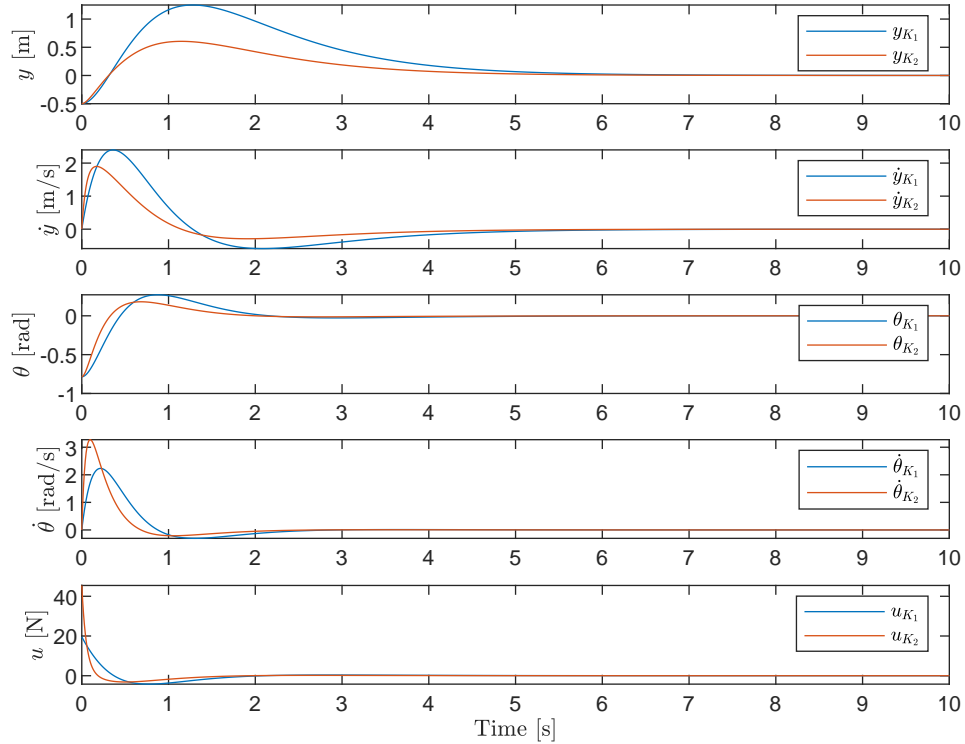 y [m]
1
0.5
0
-0.5
y_{K_1}
y_{K_2}
0 1 2 3 4 5 6 7 8 9 10
ẏ [m/s]
2
1
0
ẏ_{K_1}
ẏ_{K_2}
0 1 2 3 4 5 6 7 8 9 10
θ [rad]
0
-0.5
-1
θ_{K_1}
θ_{K_2}
0 1 2 3 4 5 6 7 8 9 10
θ̇ [rad/s]
3
2
1
0
θ̇_{K_1}
θ̇_{K_2}
0 1 2 3 4 5 6 7 8 9 10
u [N]
40
20
0
u_{K_1}
u_{K_2}
0 1 2 3 4 5 6 7 8 9 10
Time [s]